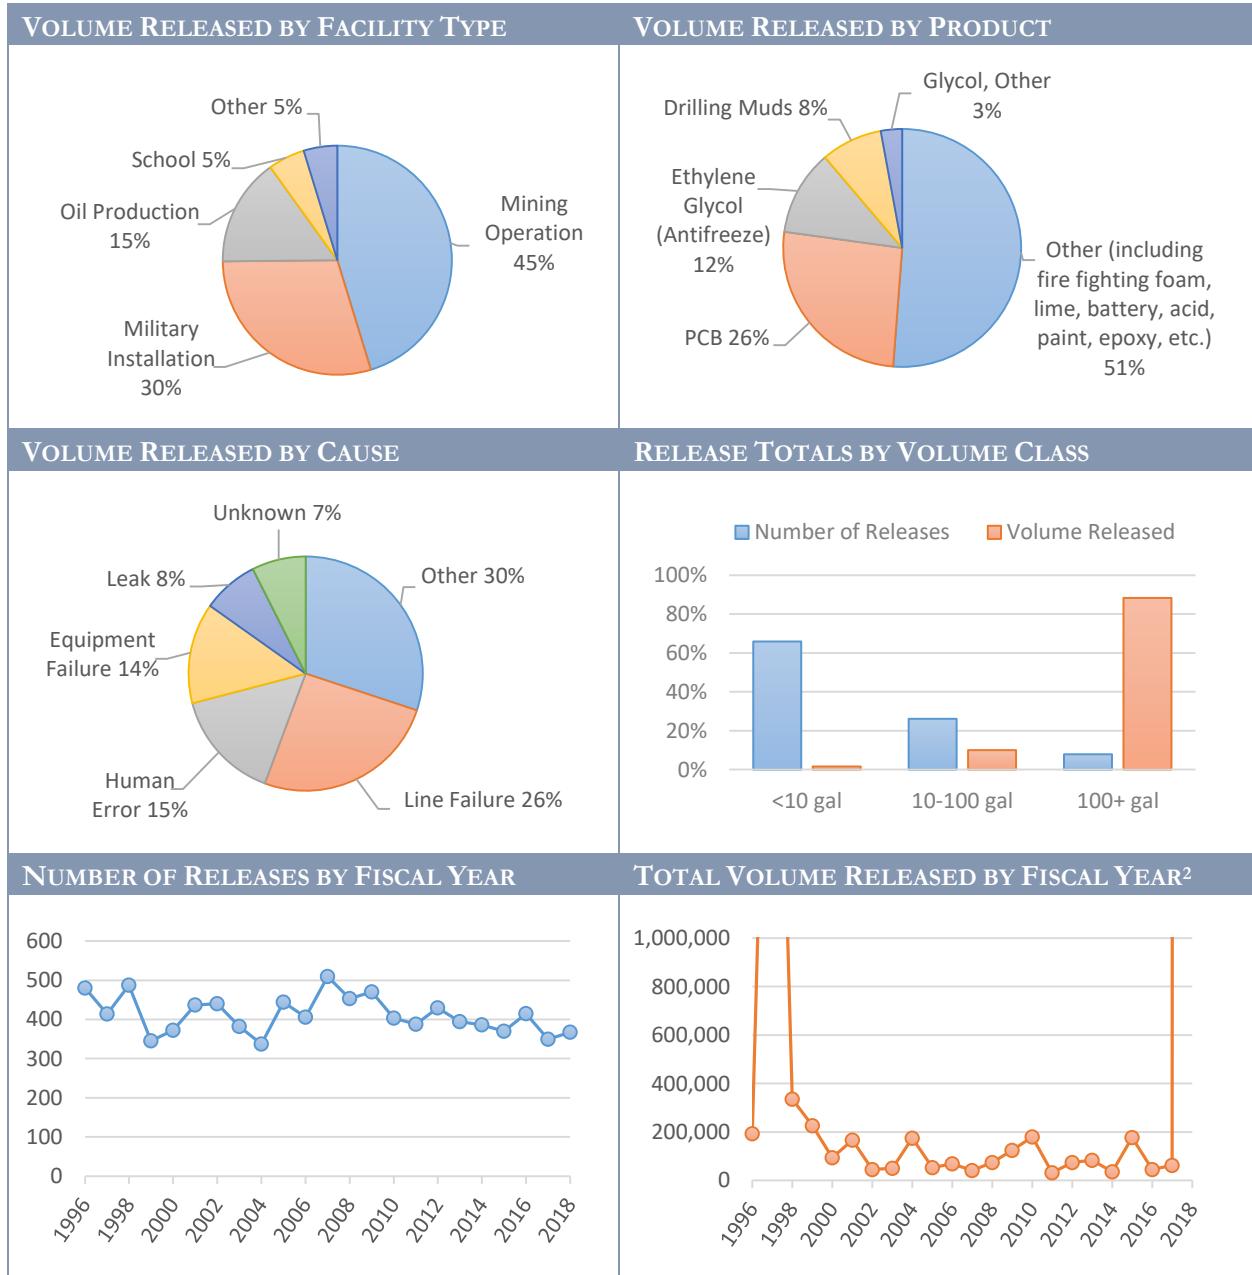 VOLUME RELEASED BY FACILITY TYPE
Other 5%
School 5%
Oil Production
15%
Military
Installation
30%
Mining
Operation
45%
VOLUME RELEASED BY PRODUCT
Glycol, Other
3%
Drilling Muds 8%
Ethylene
Glycol
(Antifreeze)
12%
PCB 26%
Other (including
fire fighting foam,
lime, battery, acid,
paint, epoxy, etc.)
51%
VOLUME RELEASED BY CAUSE
Unknown 7%
Leak 8%
Equipment
Failure 14%
Human
Error 15%
Other 30%
Line Failure 26%
RELEASE TOTALS BY VOLUME CLASS
Number of Releases Volume Released
100%
80%
60%
40%
20%
0%
<10 gal 10-100 gal 100+ gal
NUMBER OF RELEASES BY FISCAL YEAR
600
500
400
300
200
100
0
1996 1998 2000 2002 2004 2006 2008 2010 2012 2014 2016 2018
TOTAL VOLUME RELEASED BY FISCAL YEAR²
1,000,000
800,000
600,000
400,000
200,000
0
1996 1998 2000 2002 2004 2006 2008 2010 2012 2014 2016 2018